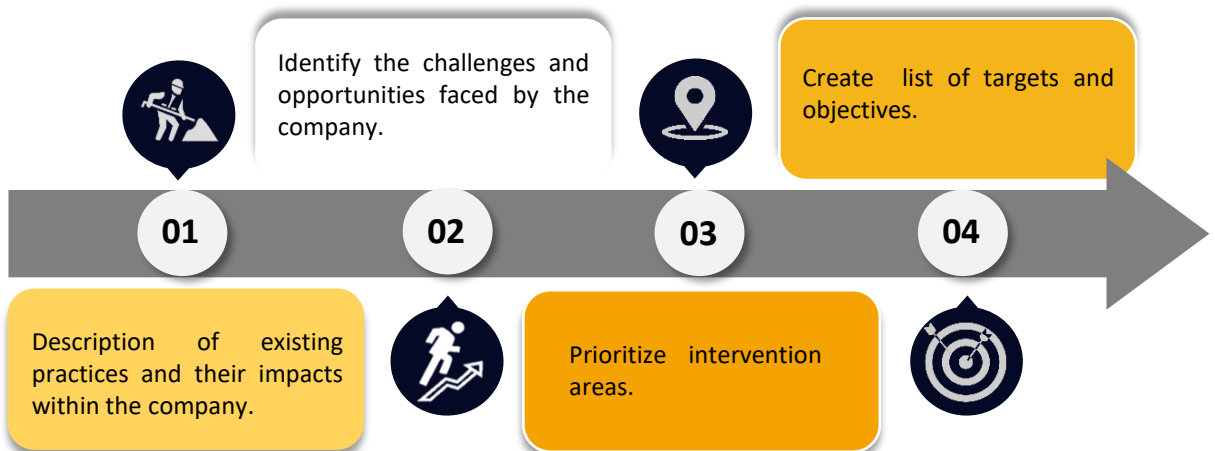 01
Description of existing
practices and their impacts
within the company.
02
Identify the challenges and
opportunities faced by the
company.
03
Prioritize intervention
areas.
04
Create list of targets and
objectives.